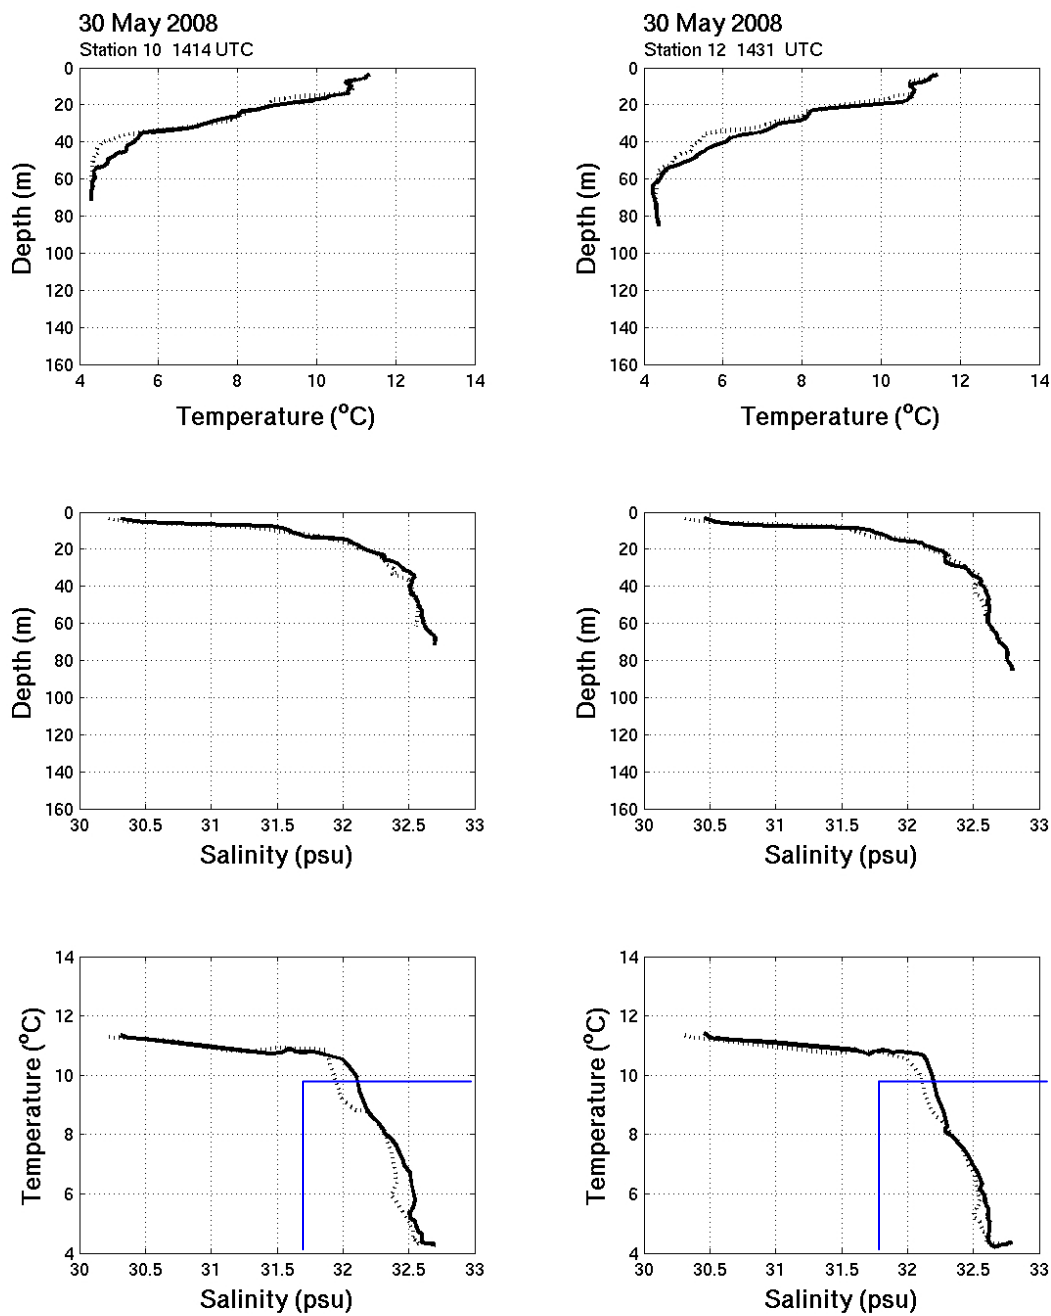 30 May 2008
Station 10 1414 UTC
0
20
40
60
80
100
120
140
160
4 6 8 10 12 14
Depth (m)
Temperature (°C)
30 May 2008
Station 12 1431 UTC
0
20
40
60
80
100
120
140
160
4 6 8 10 12 14
Depth (m)
Temperature (°C)
0
20
40
60
80
100
120
140
160
30 30.5 31 31.5 32 32.5 33
Depth (m)
Salinity (psu)
0
20
40
60
80
100
120
140
160
30 30.5 31 31.5 32 32.5 33
Depth (m)
Salinity (psu)
14
12
10
8
6
4
30 30.5 31 31.5 32 32.5 33
Temperature (°C)
Salinity (psu)
14
12
10
8
6
4
30 30.5 31 31.5 32 32.5 33
Temperature (°C)
Salinity (psu)